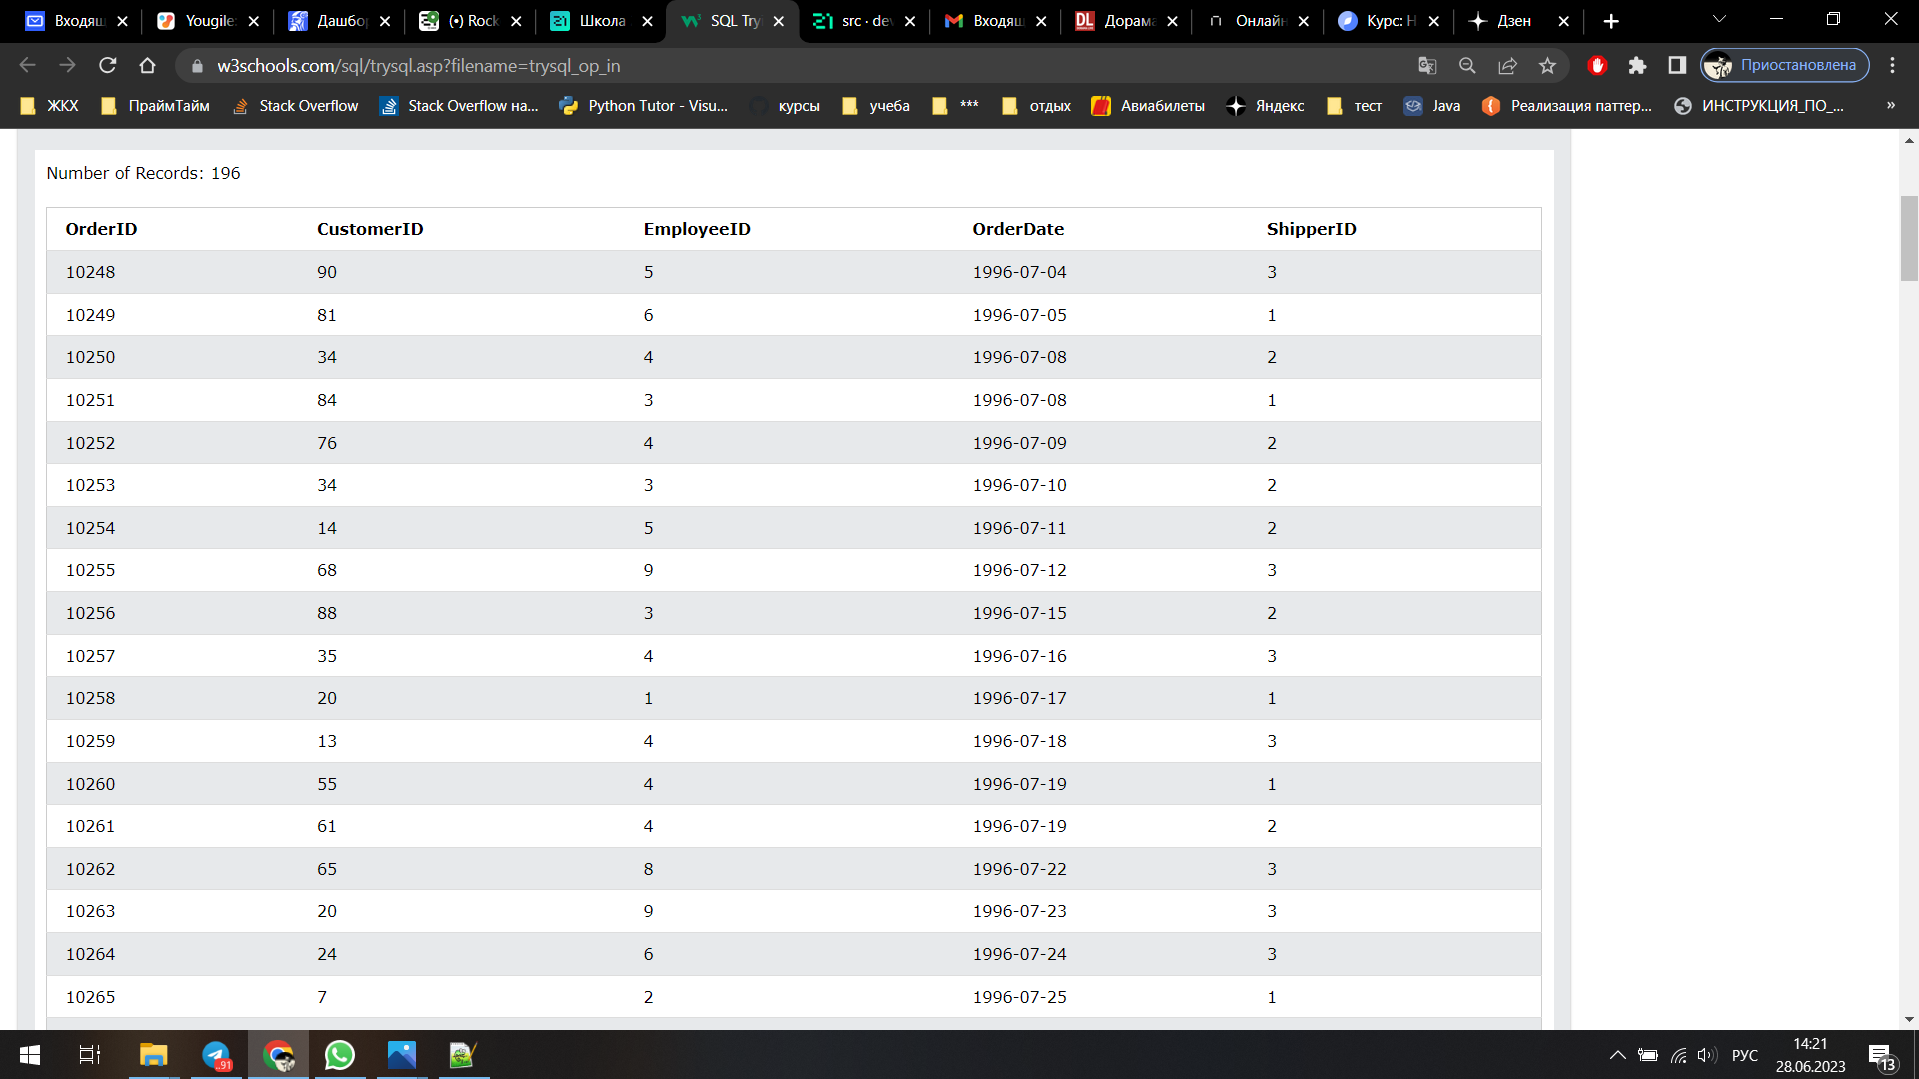 Входящ Yougile Дашбор (•) Rock Школа SQL Try src · dev Входящ Дорама Онлайн Курс: Н Дзен
w3schools.com/sql/trysql.asp?filename=trysql_op_in Приостановлена
ЖКХ ПраймТайм Stack Overflow Stack Overflow на... Python Tutor - Visu... курсы учеба *** отдых Авиабилеты Яндекс тест Java Реализация паттер... ИНСТРУКЦИЯ_ПО_... »
Number of Records: 196
OrderID CustomerID EmployeeID OrderDate ShipperID
10248 90 5 1996-07-04 3
10249 81 6 1996-07-05 1
10250 34 4 1996-07-08 2
10251 84 3 1996-07-08 1
10252 76 4 1996-07-09 2
10253 34 3 1996-07-10 2
10254 14 5 1996-07-11 2
10255 68 9 1996-07-12 3
10256 88 3 1996-07-15 2
10257 35 4 1996-07-16 3
10258 20 1 1996-07-17 1
10259 13 4 1996-07-18 3
10260 55 4 1996-07-19 1
10261 61 4 1996-07-19 2
10262 65 8 1996-07-22 3
10263 20 9 1996-07-23 3
10264 24 6 1996-07-24 3
10265 7 2 1996-07-25 1
..91 РУС 14:21
28.06.2023 13